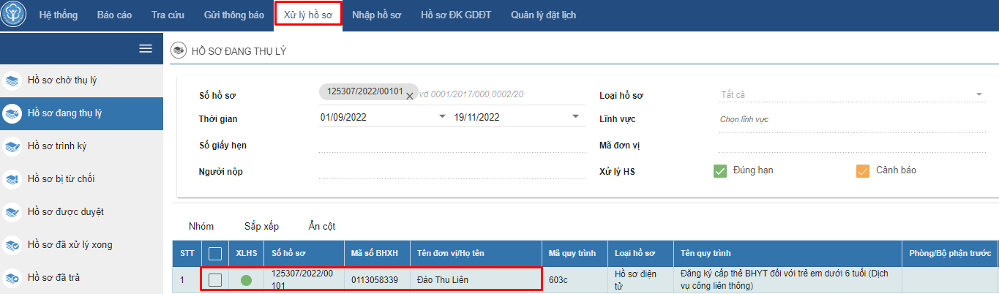 Hệ thống Báo cáo Tra cứu Gửi thông báo Xử lý hồ sơ Nhập hồ sơ Hồ sơ ĐK GDĐT Quản lý đặt lịch
Hồ sơ chờ thụ lý
Hồ sơ đang thụ lý
Hồ sơ trình ký
Hồ sơ bị từ chối
Hồ sơ được duyệt
Hồ sơ đã xử lý xong
Hồ sơ đã trả
HỒ SƠ ĐANG THỤ LÝ
Số hồ sơ 125307/2022/00101 vd 0001/2017/000,0002/20 Loại hồ sơ Tất cả
Thời gian 01/09/2022 19/11/2022 Lĩnh vực Chọn lĩnh vực
Số giấy hẹn Mã đơn vị
Người nộp Xử lý HS Đúng hạn Cảnh báo
Nhóm Sắp xếp Ẩn cột
STT XLHS Số hồ sơ Mã số BHXH Tên đơn vị/Họ tên Mã quy trình Loại hồ sơ Tên quy trình Phòng/Bộ phận trước
1 125307/2022/00 0113058339 Đào Thu Liên 603c Hồ sơ điện Đăng ký cấp thẻ BHYT đối với trẻ em dưới 6 tuổi (Dịch
101 tử vụ công liên thông)